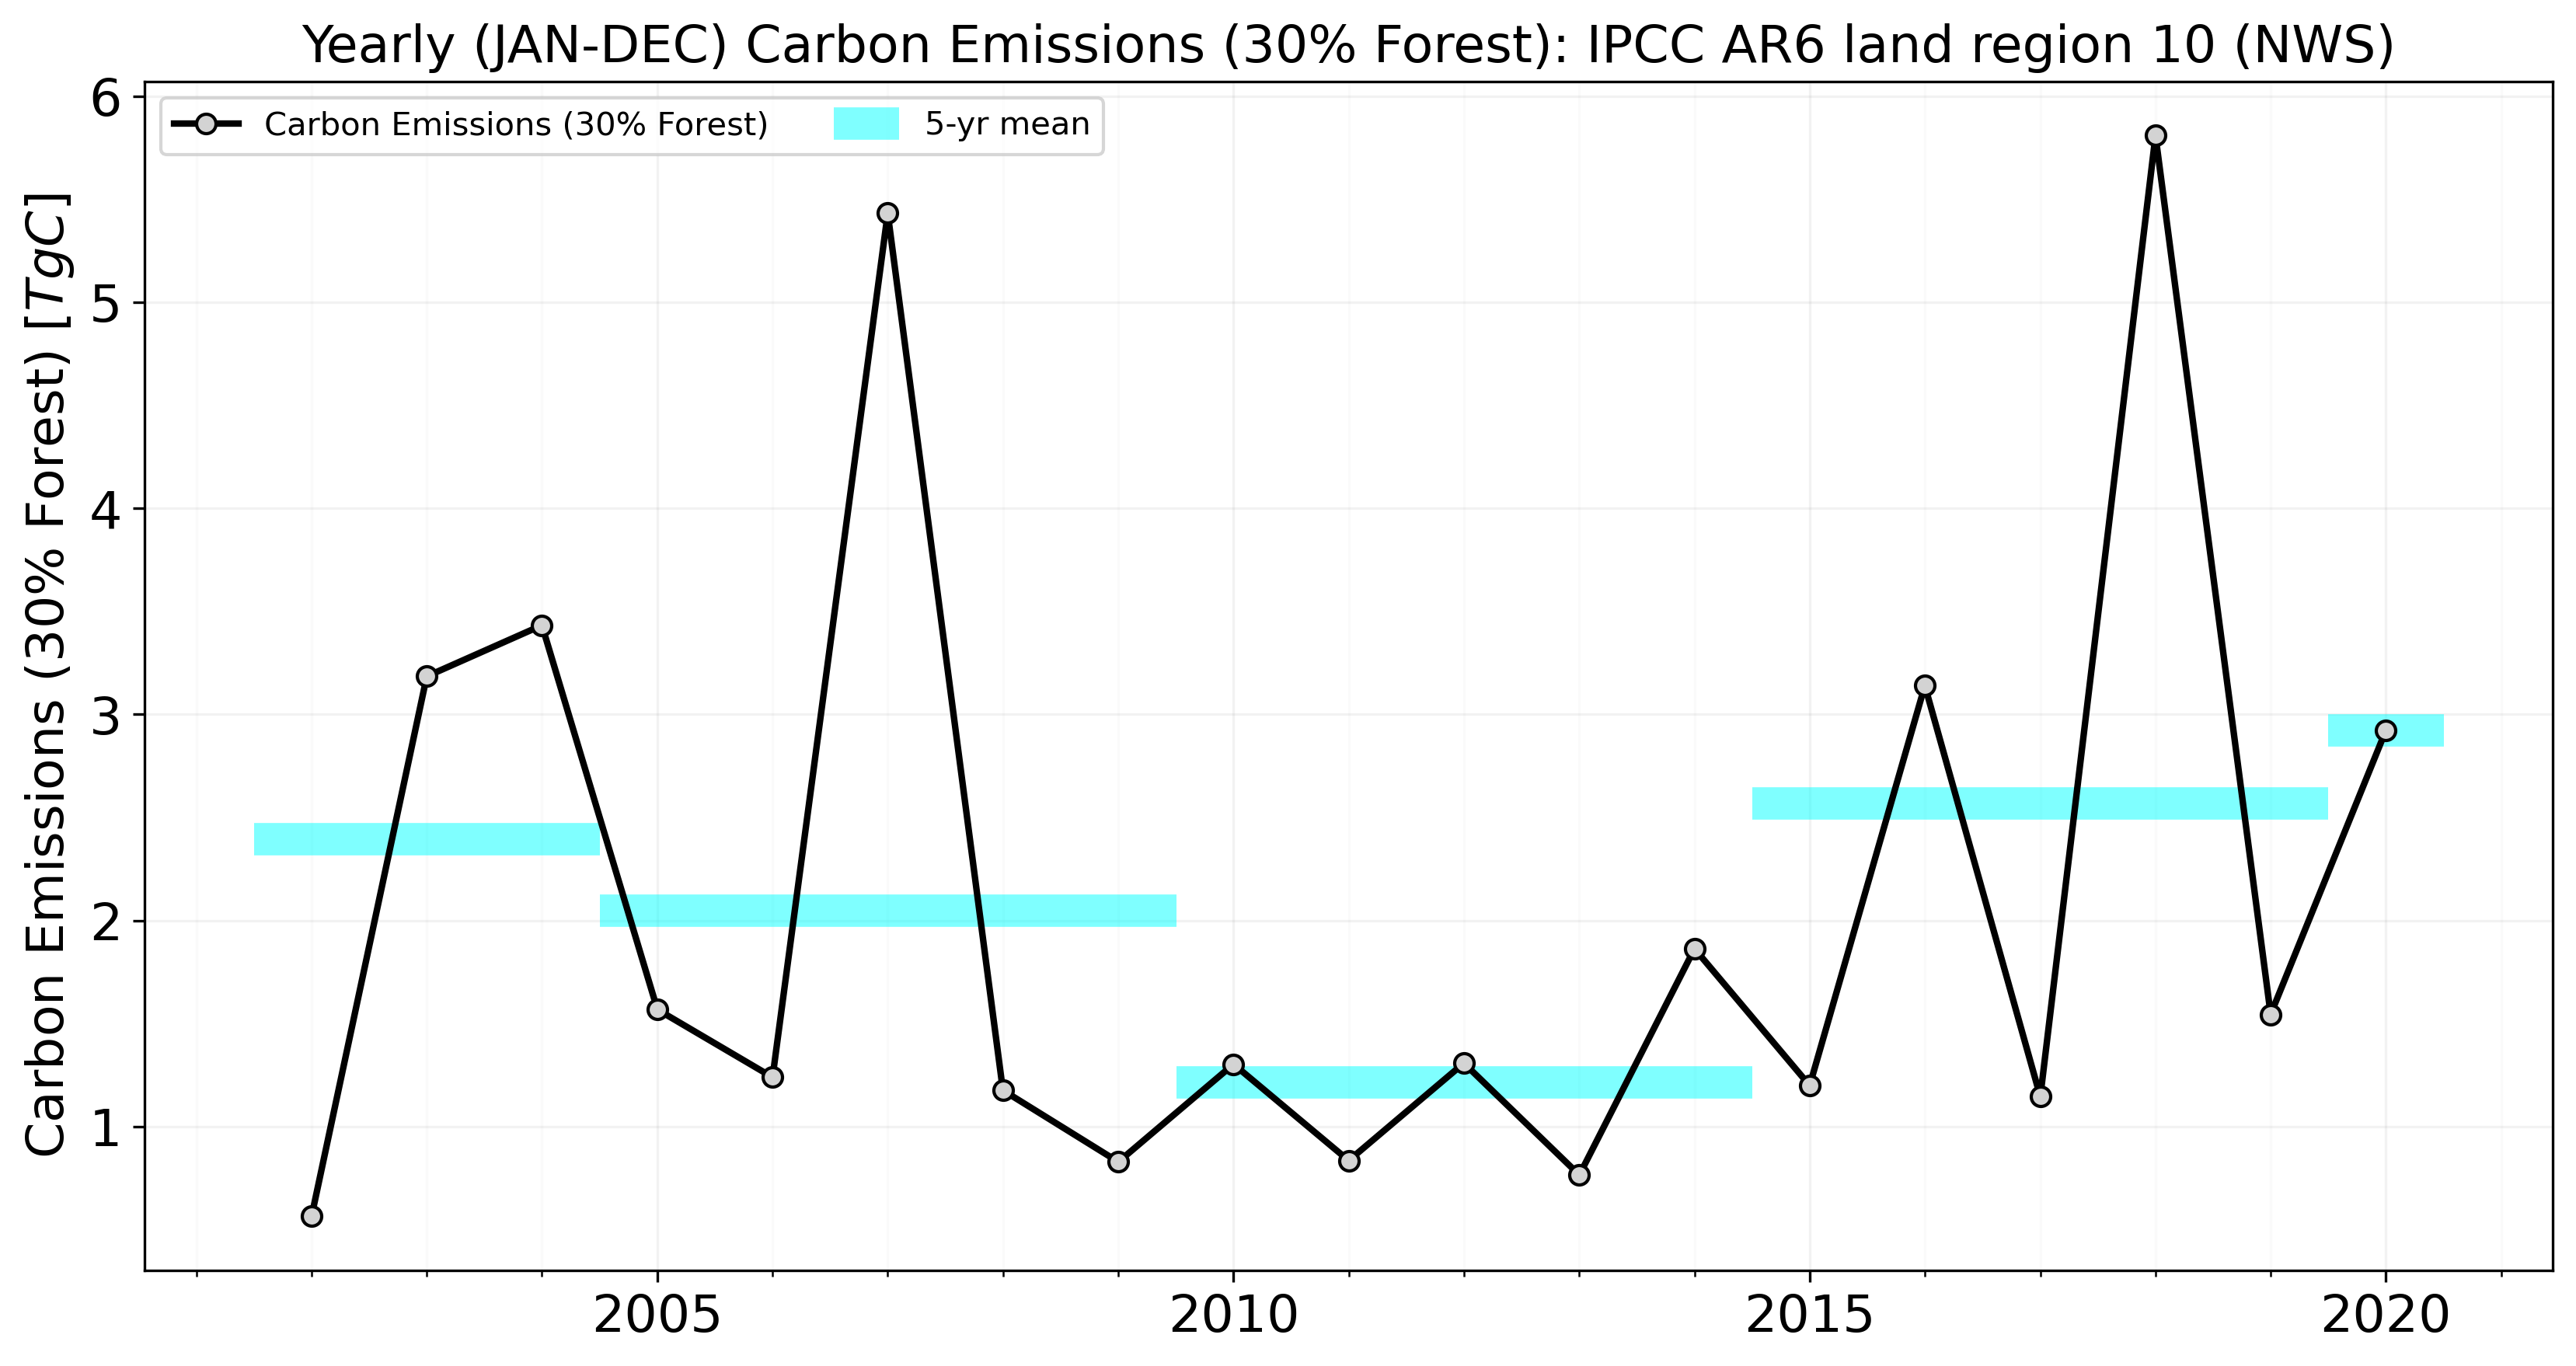 Yearly (JAN-DEC) Carbon Emissions (30% Forest): IPCC AR6 land region 10 (NWS)
Carbon Emissions (30% Forest)
5-yr mean
Carbon Emissions (30% Forest) [TgC]
6
5
4
3
2
1
2005
2010
2015
2020